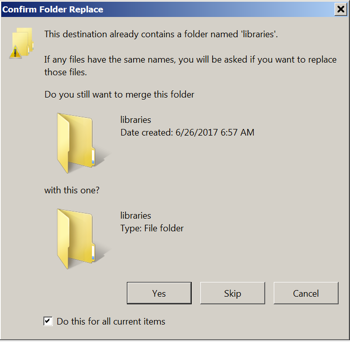 Confirm Folder Replace
This destination already contains a folder named 'libraries'.
If any files have the same names, you will be asked if you want to replace
those files.
Do you still want to merge this folder
libraries
Date created: 6/26/2017 6:57 AM
with this one?
libraries
Type: File folder
Yes
Skip
Cancel
Do this for all current items